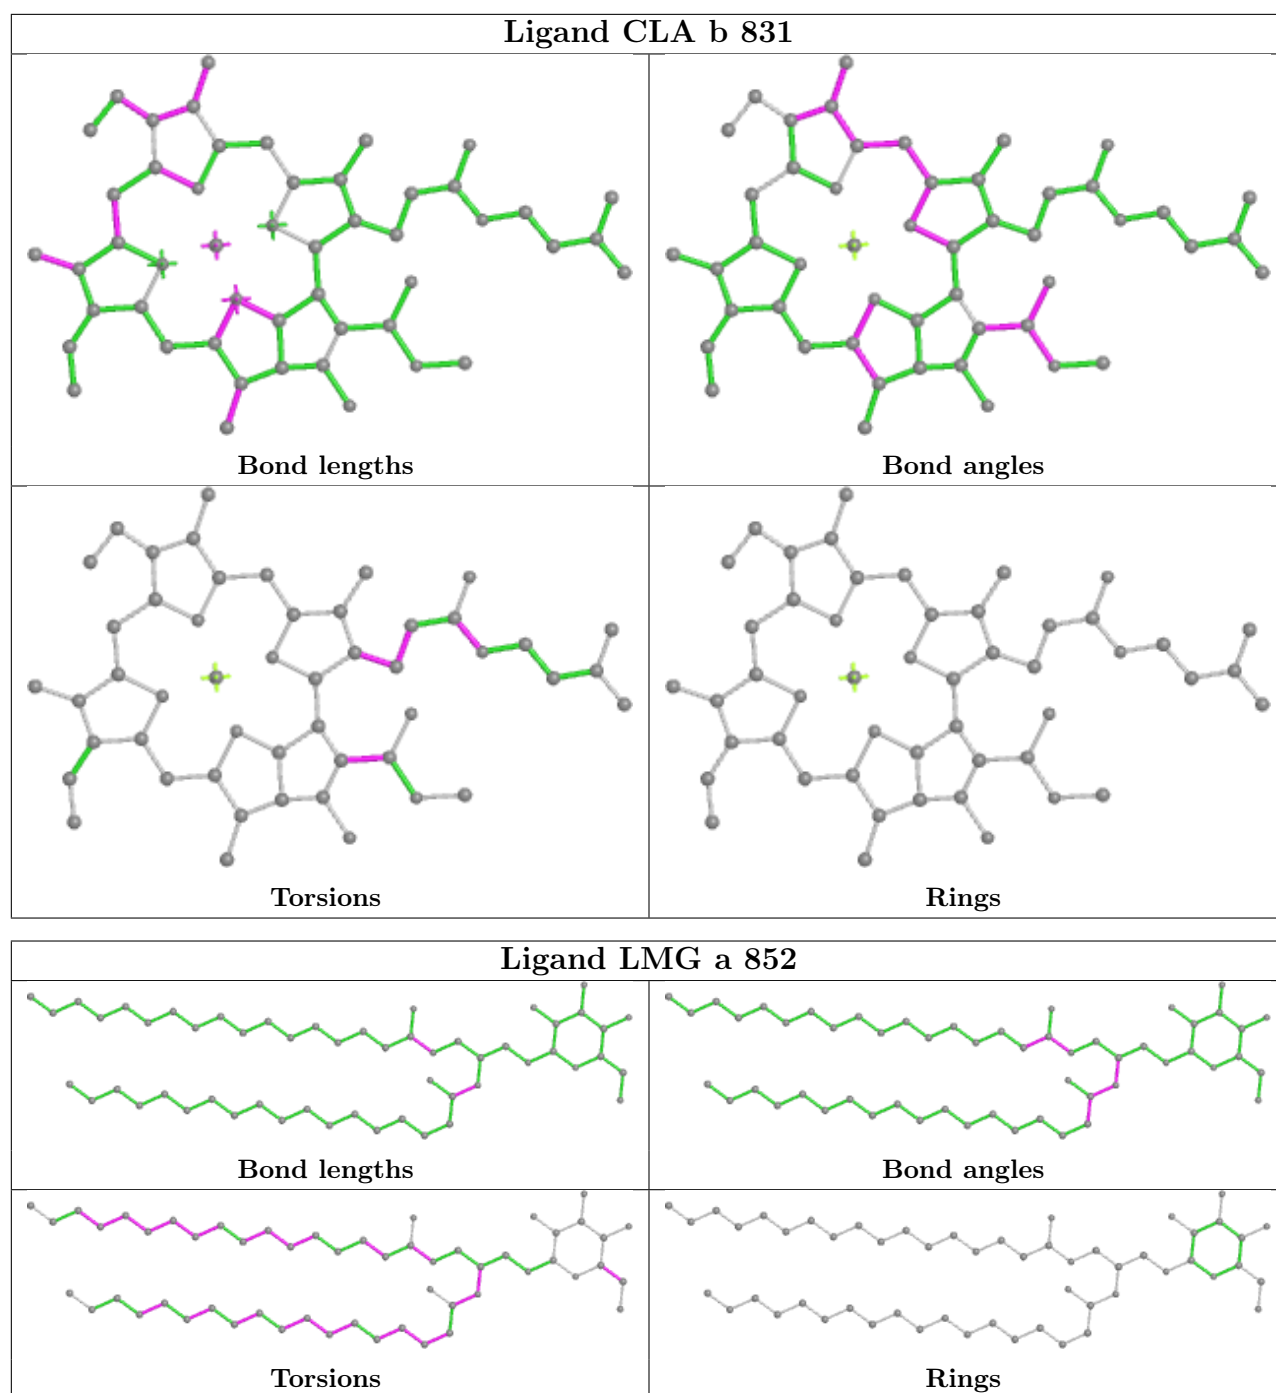 Ligand CLA b 831
Bond lengths
Bond angles
Torsions
Rings
Ligand LMG a 852
Bond lengths
Bond angles
Torsions
Rings